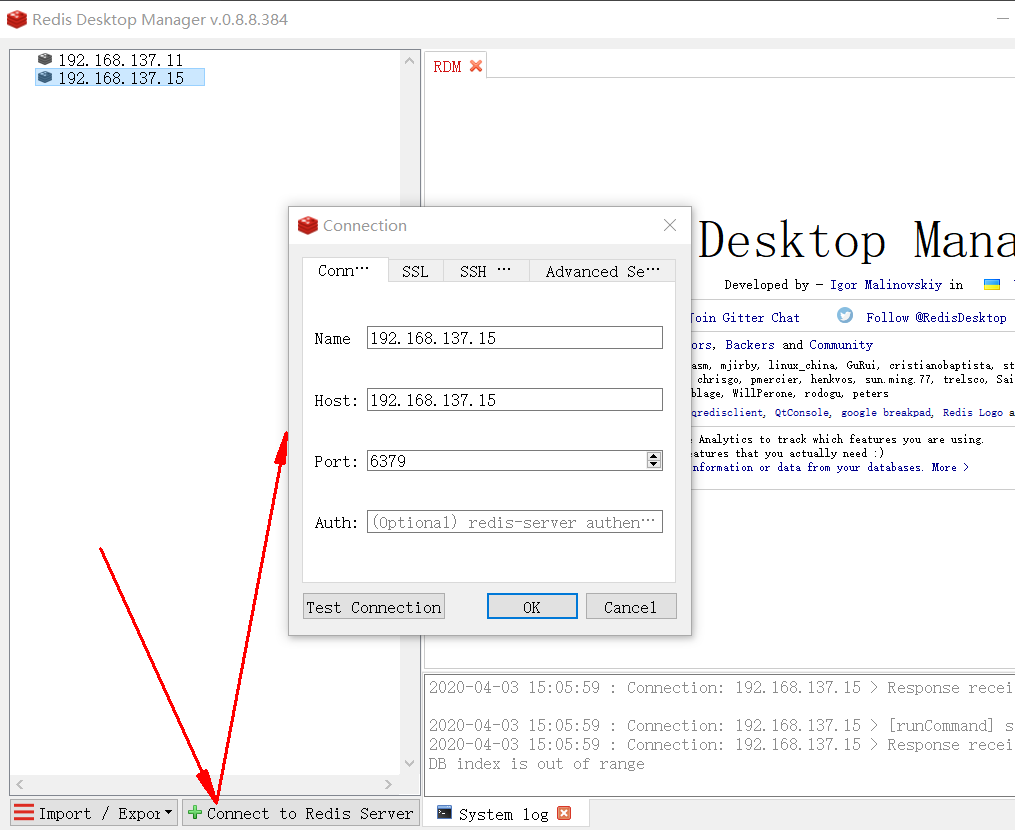 Redis Desktop Manager v.0.8.8.384
192.168.137.11
192.168.137.15
RDM
Desktop Mana
Developed by - Igor Malinovskiy in
Join Gitter Chat
Follow @RedisDesktop
ors, Backers and Community
asm, mjirby, linux_china, GuRui, cristianobaptista, st
chrisgo, pmercier, henkvos, sun.ming.77, trelsco, Sai
blage, WillPerone, rodogu, peters
qredisclient, QtConsole, google breakpad, Redis Logo a
e Analytics to track which features you are using.
eatures that you actually need :)
nformation or data from your databases. More >
Connection
Conn···
SSL
SSH ···
Advanced Se···
Name
192.168.137.15
Host:
192.168.137.15
Port:
6379
Auth:
(Optional) redis-server authen···
Test Connection
OK
Cancel
2020-04-03 15:05:59 : Connection: 192.168.137.15 > Response recei
2020-04-03 15:05:59 : Connection: 192.168.137.15 > [runCommand] s
2020-04-03 15:05:59 : Connection: 192.168.137.15 > Response recei
DB index is out of range
Import / Expor
Connect to Redis Server
System log